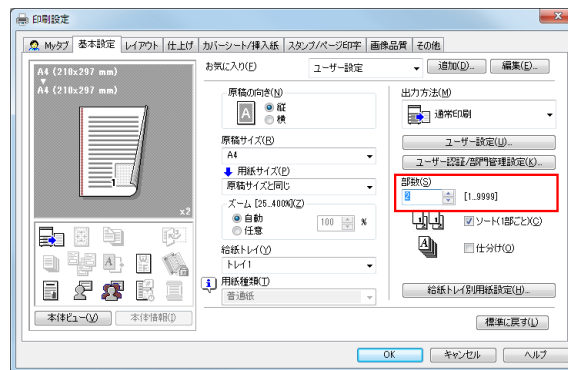 印刷設定
Myタブ 基本設定 レイアウト 仕上げ カバーシート/挿入紙 スタンプ/ページ印字 画像品質 その他
A4 (210x297 mm)
A4 (210x297 mm)
1
x2
本体ビュー(V) 本体情報(I)
お気に入り(F) ユーザー設定 追加(D)... 編集(E)...
原稿の向き(N)
A
縦
横
原稿サイズ(R)
A4
用紙サイズ(P)
原稿サイズと同じ
ズーム [25..400%](Z)
自動
任意
100 %
給紙トレイ(Y)
トレイ1
用紙種類(T)
普通紙
出力方法(M)
通常印刷
ユーザー設定(U)...
ユーザー認証/部門管理設定(K)...
部数(S)
2 [1..9999]
ソート(1部ごと)(C)
仕分け(O)
給紙トレイ別用紙設定(H)...
標準に戻す(L)
OK キャンセル ヘルプ